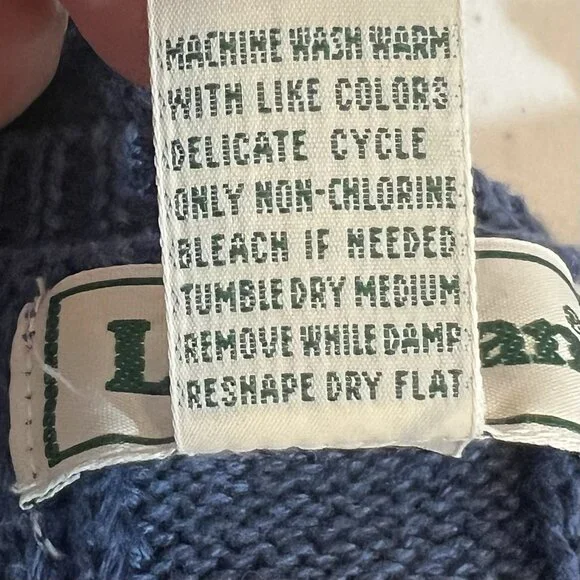 MACHINE WASH WARM
WITH LIKE COLORS
DELICATE CYCLE
ONLY NON-CHLORINE
BLEACH IF NEEDED
TUMBLE DRY MEDIUM
REMOVE WHILE DAMP
RESHAPE DRY FLAT